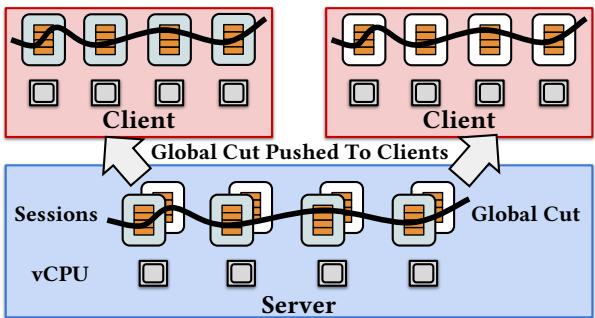 Client
Client
Global Cut Pushed To Clients
Sessions
Global Cut
vCPU
Server